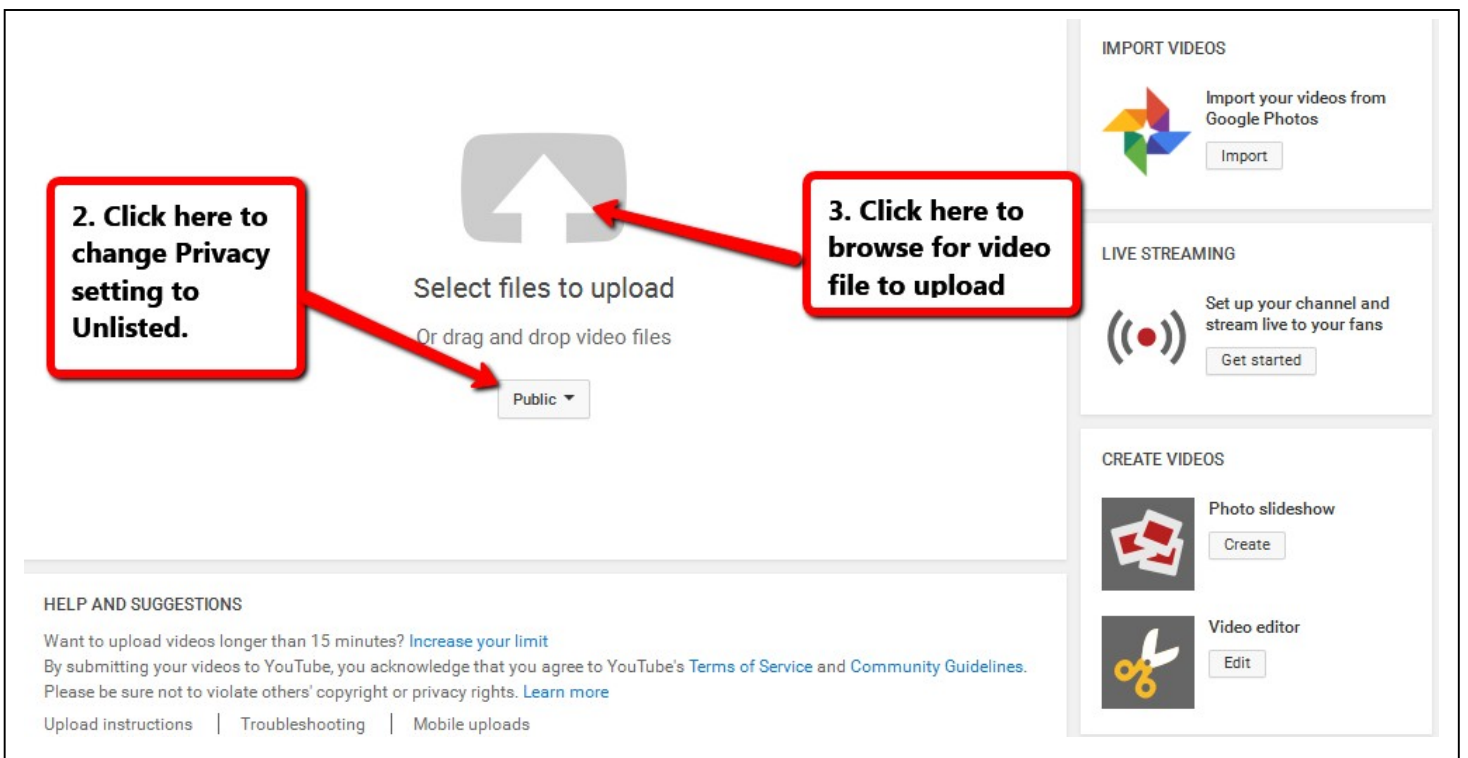 2. Click here to
change Privacy
setting to
Unlisted.
3. Click here to
browse for video
file to upload
Select files to upload
Or drag and drop video files
Public
IMPORT VIDEOS
Import your videos from
Google Photos
Import
LIVE STREAMING
Set up your channel and
stream live to your fans
Get started
CREATE VIDEOS
Photo slideshow
Create
Video editor
Edit
HELP AND SUGGESTIONS
Want to upload videos longer than 15 minutes? Increase your limit
By submitting your videos to YouTube, you acknowledge that you agree to YouTube's Terms of Service and Community Guidelines.
Please be sure not to violate others' copyright or privacy rights. Learn more
Upload instructions | Troubleshooting | Mobile uploads